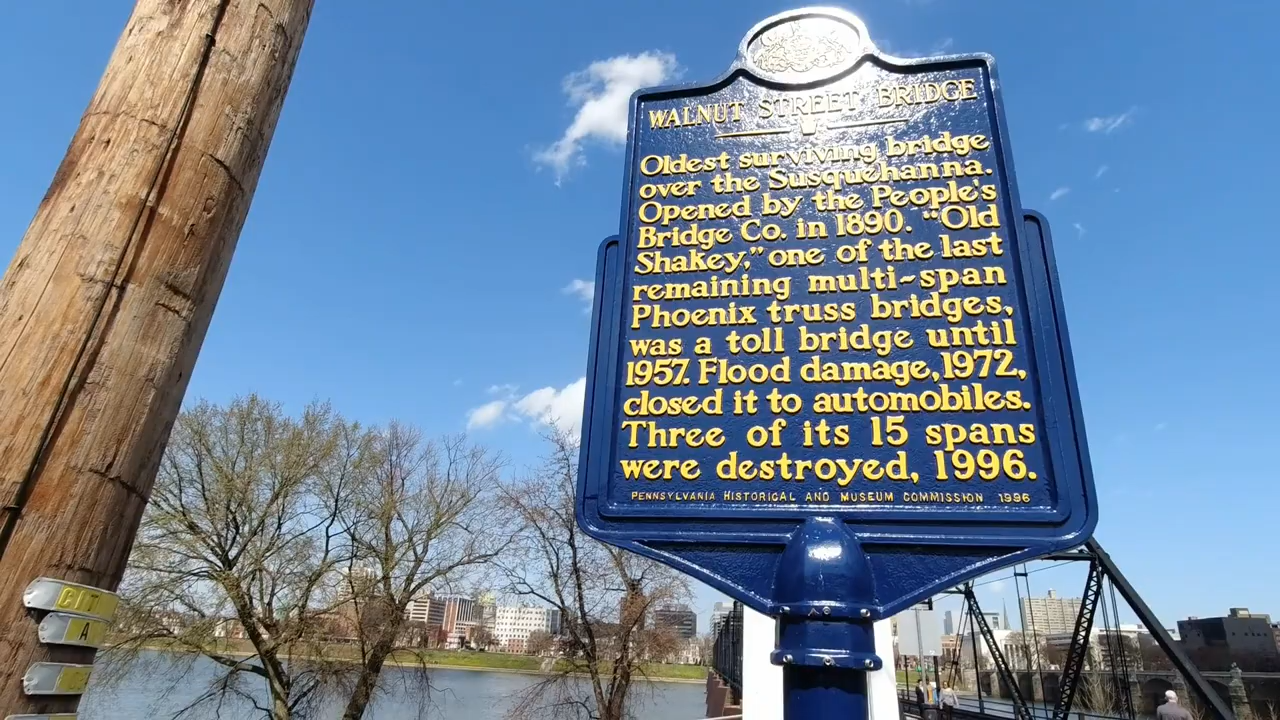 WALNUT STREET BRIDGE
Oldest surviving bridge
over the Susquehanna.
Opened by the People's
Bridge Co. in 1890. "Old
Shakey," one of the last
remaining multi-span
Phoenix truss bridges,
was a toll bridge until
1957. Flood damage, 1972,
closed it to automobiles.
Three of its 15 spans
were destroyed, 1996.
PENNSYLVANIA HISTORICAL AND MUSEUM COMMISSION 1996
CIT
A